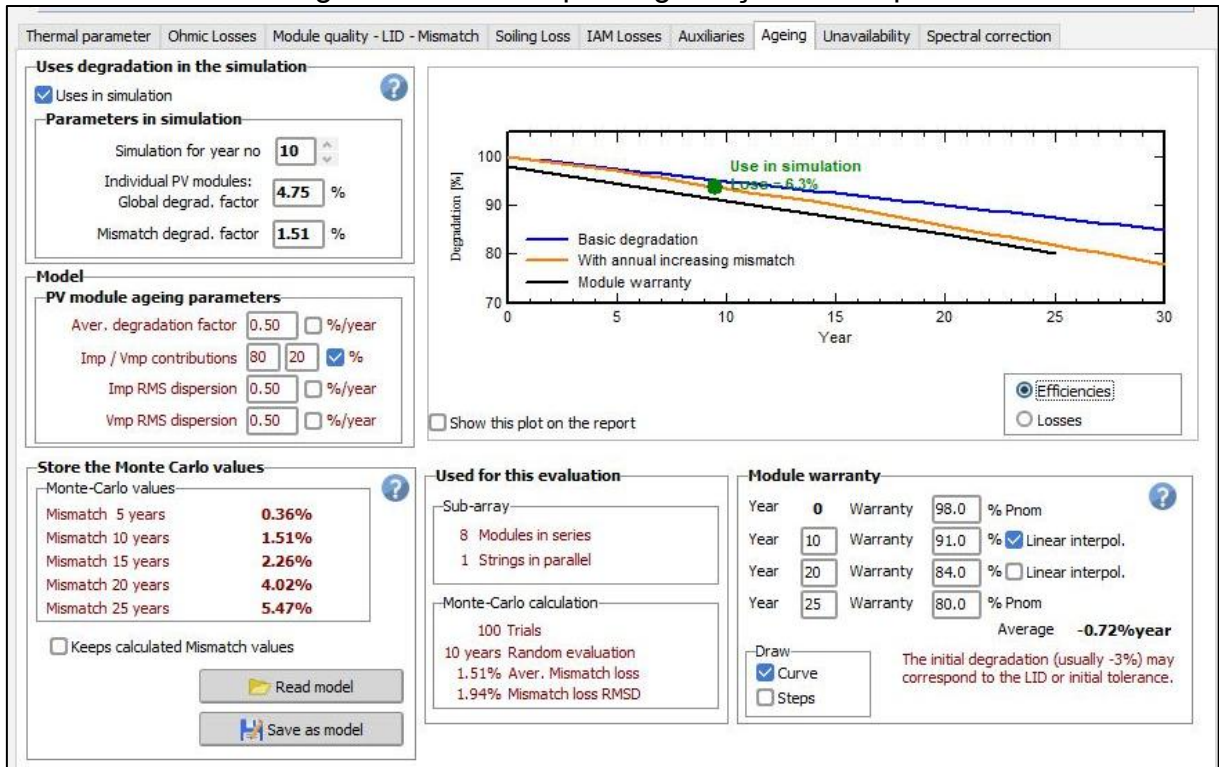 Thermal parameter Ohmic Losses Module quality - LID - Mismatch Soiling Loss IAM Losses Auxiliaries Ageing Unavailability Spectral correction
Uses degradation in the simulation
Uses in simulation
Parameters in simulation
Simulation for year no 10
Individual PV modules:
Global degrad. factor 4.75 %
Mismatch degrad. factor 1.51 %
Model
PV module ageing parameters
Aver. degradation factor 0.50 %/year
Imp / Vmp contributions 80 20 %
Imp RMS dispersion 0.50 %/year
Vmp RMS dispersion 0.50 %/year
Degradation [%]
100
90
80
70
Use in simulation
Loss = 6.3%
Basic degradation
With annual increasing mismatch
Module warranty
0 5 10 15 20 25 30
Year
Show this plot on the report
Efficiencies
Losses
Store the Monte Carlo values
Monte-Carlo values
Mismatch 5 years 0.36%
Mismatch 10 years 1.51%
Mismatch 15 years 2.26%
Mismatch 20 years 4.02%
Mismatch 25 years 5.47%
Keeps calculated Mismatch values
Read model
Save as model
Used for this evaluation
Sub-array
8 Modules in series
1 Strings in parallel
Monte-Carlo calculation
100 Trials
10 years Random evaluation
1.51% Aver. Mismatch loss
1.94% Mismatch loss RMSD
Module warranty
Year 0 Warranty 98.0 % Pnom
Year 10 Warranty 91.0 % Linear interpol.
Year 20 Warranty 84.0 % Linear interpol.
Year 25 Warranty 80.0 % Pnom
Average -0.72%year
Draw
Curve
Steps
The initial degradation (usually -3%) may
correspond to the LID or initial tolerance.